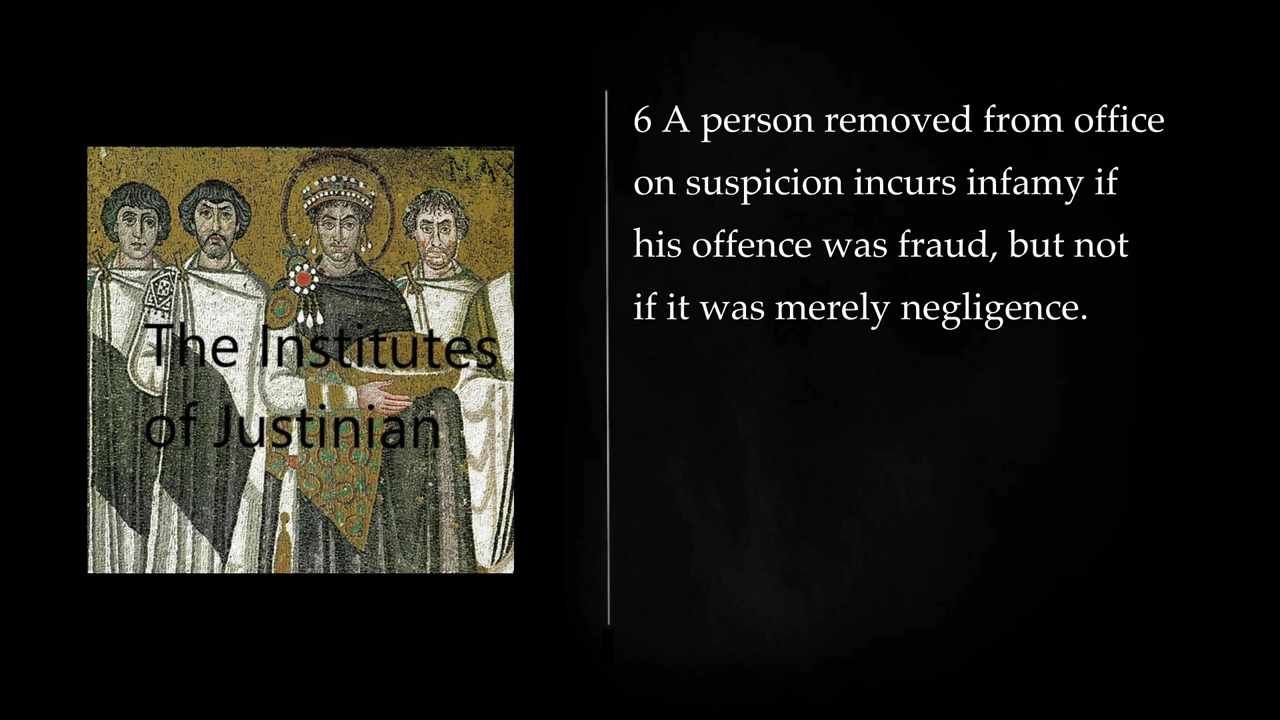 MAX
The Institutes
of Justinian
6 A person removed from office
on suspicion incurs infamy if
his offence was fraud, but not
if it was merely negligence.